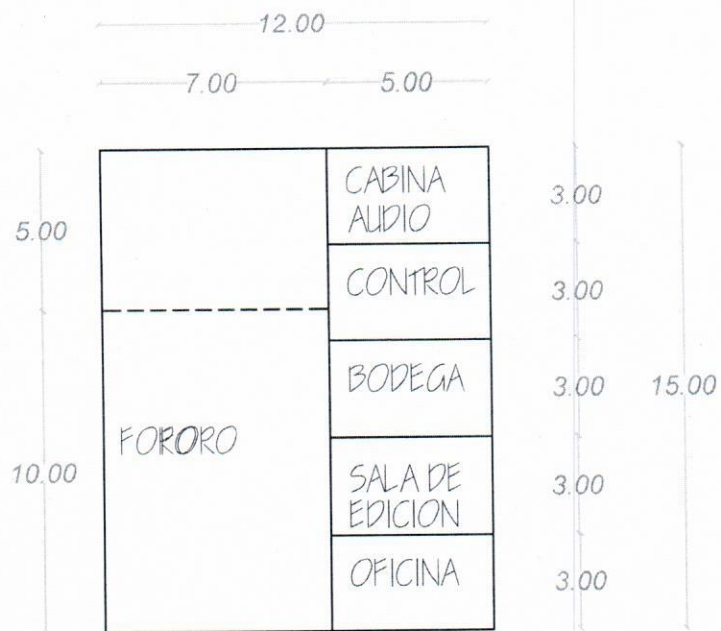 12.00
7.00
5.00
CABINA
AUDIO
3.00
5.00
CONTROL
3.00
BODEGA
3.00
15.00
FORORO
10.00
SALA DE
EDICION
3.00
OFICINA
3.00